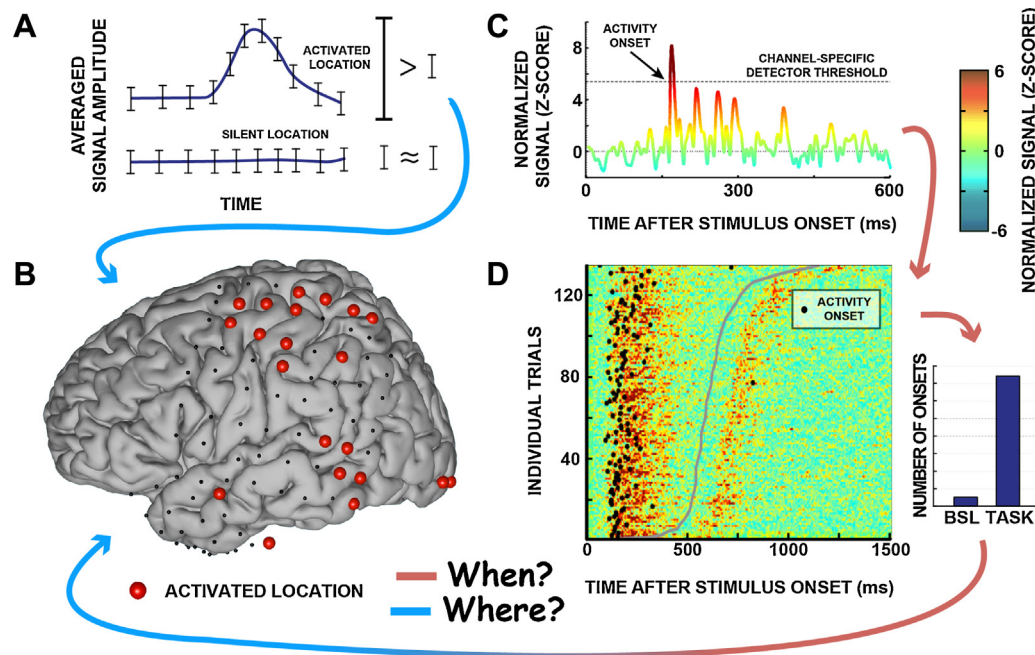 A
AVERAGED
SIGNAL AMPLITUDE
ACTIVATED
LOCATION
>
SILENT LOCATION
≈
TIME
C
NORMALIZED
SIGNAL (Z-SCORE)
8
4
0
ACTIVITY
ONSET
CHANNEL-SPECIFIC
DETECTOR THRESHOLD
0
300
600
TIME AFTER STIMULUS ONSET (ms)
6
4
2
0
-6
NORMALIZED SIGNAL (Z-SCORE)
B
ACTIVATED LOCATION
When?
Where?
D
INDIVIDUAL TRIALS
120
80
40
ACTIVITY
ONSET
0
500
1000
1500
TIME AFTER STIMULUS ONSET (ms)
NUMBER OF ONSETS
BSL TASK